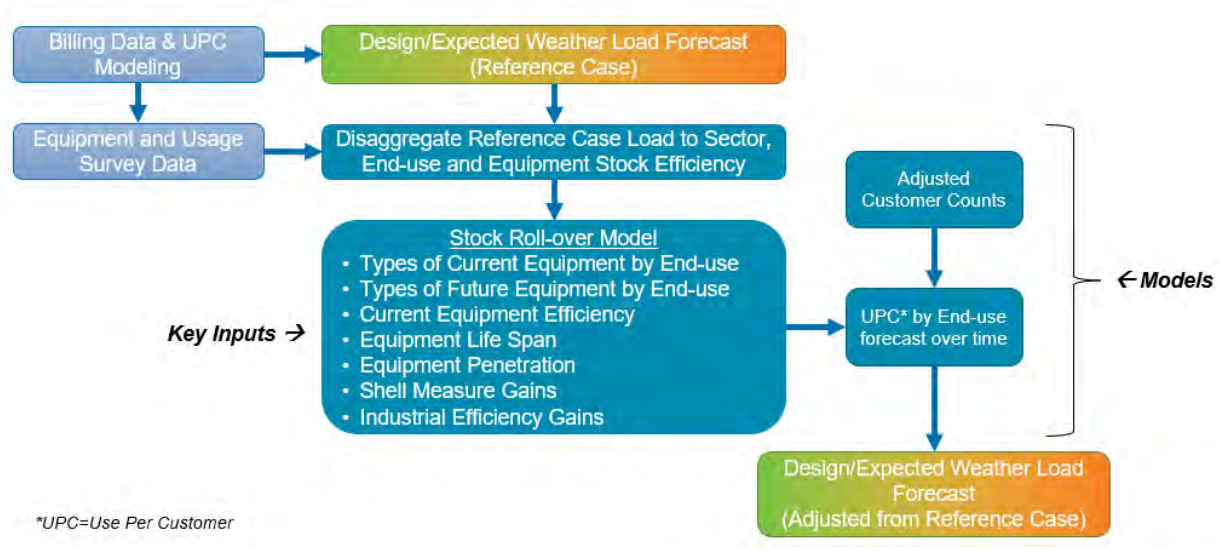 Billing Data & UPC
Modeling
Design/Expected Weather Load Forecast
(Reference Case)
Equipment and Usage
Survey Data
Disaggregate Reference Case Load to Sector,
End-use and Equipment Stock Efficiency
Adjusted
Customer Counts
Stock Roll-over Model
• Types of Current Equipment by End-use
• Types of Future Equipment by End-use
• Current Equipment Efficiency
• Equipment Life Span
• Equipment Penetration
• Shell Measure Gains
• Industrial Efficiency Gains
Key Inputs →
UPC* by End-use
forecast over time
← Models
Design/Expected Weather Load
Forecast
(Adjusted from Reference Case)
*UPC=Use Per Customer